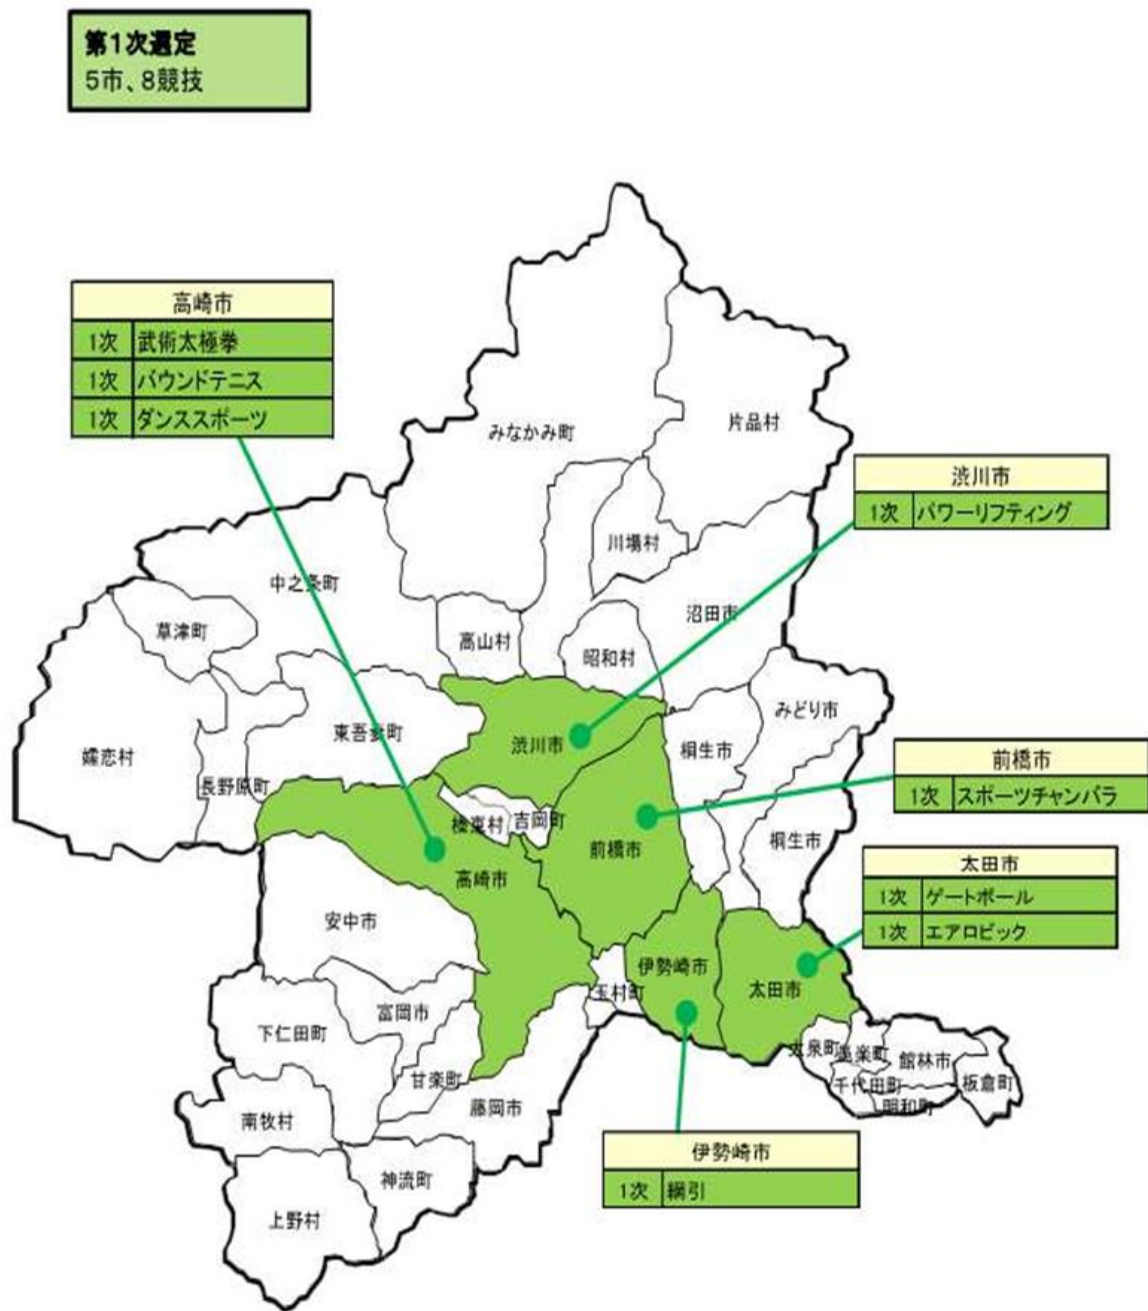 第1次選定
5市、8競技
高崎市
1次 武術太極拳
1次 バウンドテニス
1次 ダンススポーツ
みなかみ町
片品村
渋川市
1次 パワーリフティング
川場村
中之条町
沼田市
草津町
高山村
昭和村
みどり市
東吾妻町
渋川市
桐生市
嬬恋村
長野原町
前橋市
1次 スポーツチャンバラ
榛東村
吉岡町
前橋市
桐生市
高崎市
太田市
1次 ゲートボール
1次 エアロビック
安中市
伊勢崎市
太田市
玉村町
富岡市
下仁田町
大泉町
邑楽町
館林市
甘楽町
千代田町
板倉町
藤岡市
明和町
南牧村
伊勢崎市
1次 綱引
神流町
上野村